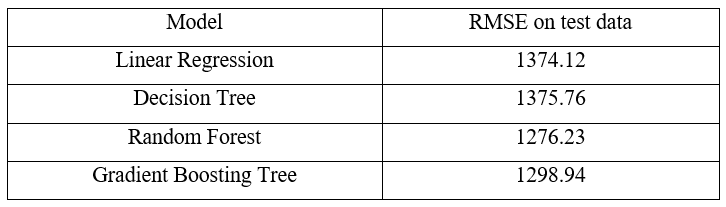 Model RMSE on test data
Linear Regression 1374.12
Decision Tree 1375.76
Random Forest 1276.23
Gradient Boosting Tree 1298.94